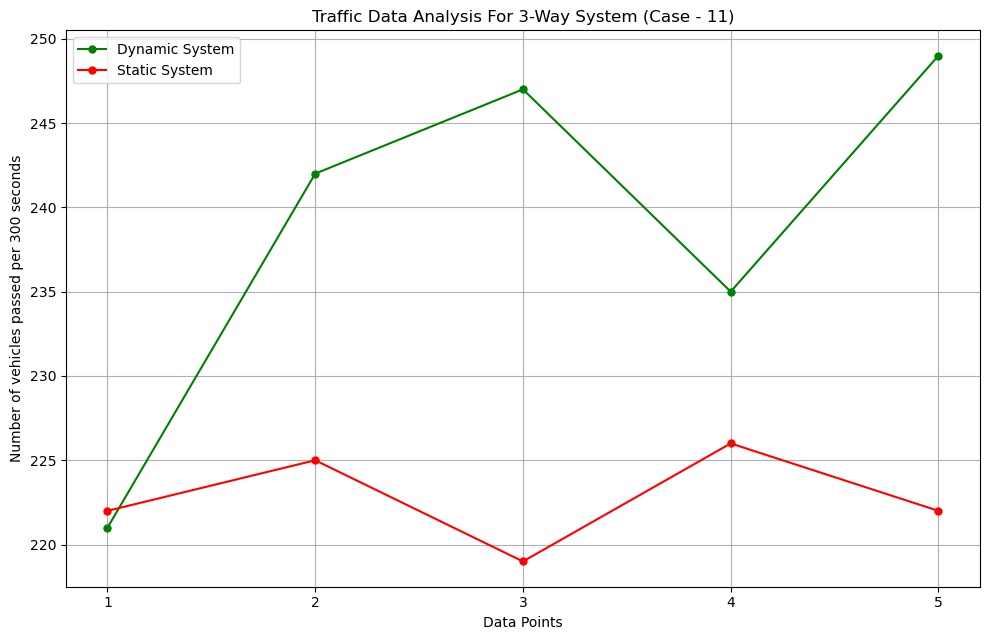 Traffic Data Analysis For 3-Way System (Case - 11)
Dynamic System
Static System
Number of vehicles passed per 300 seconds
250
245
240
235
230
225
220
1 2 3 4 5
Data Points